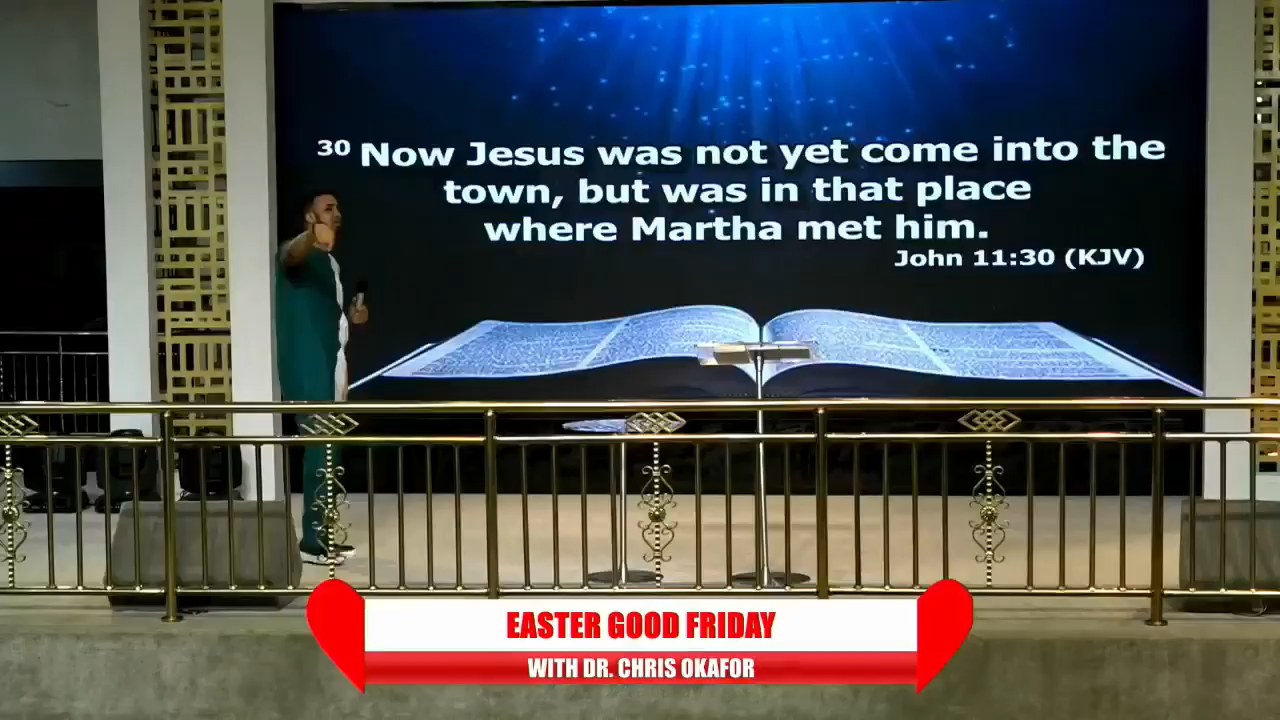 30 Now Jesus was not yet come into the
town, but was in that place
where Martha met him.
John 11:30 (KJV)
EASTER GOOD FRIDAY
WITH DR. CHRIS OKAFOR